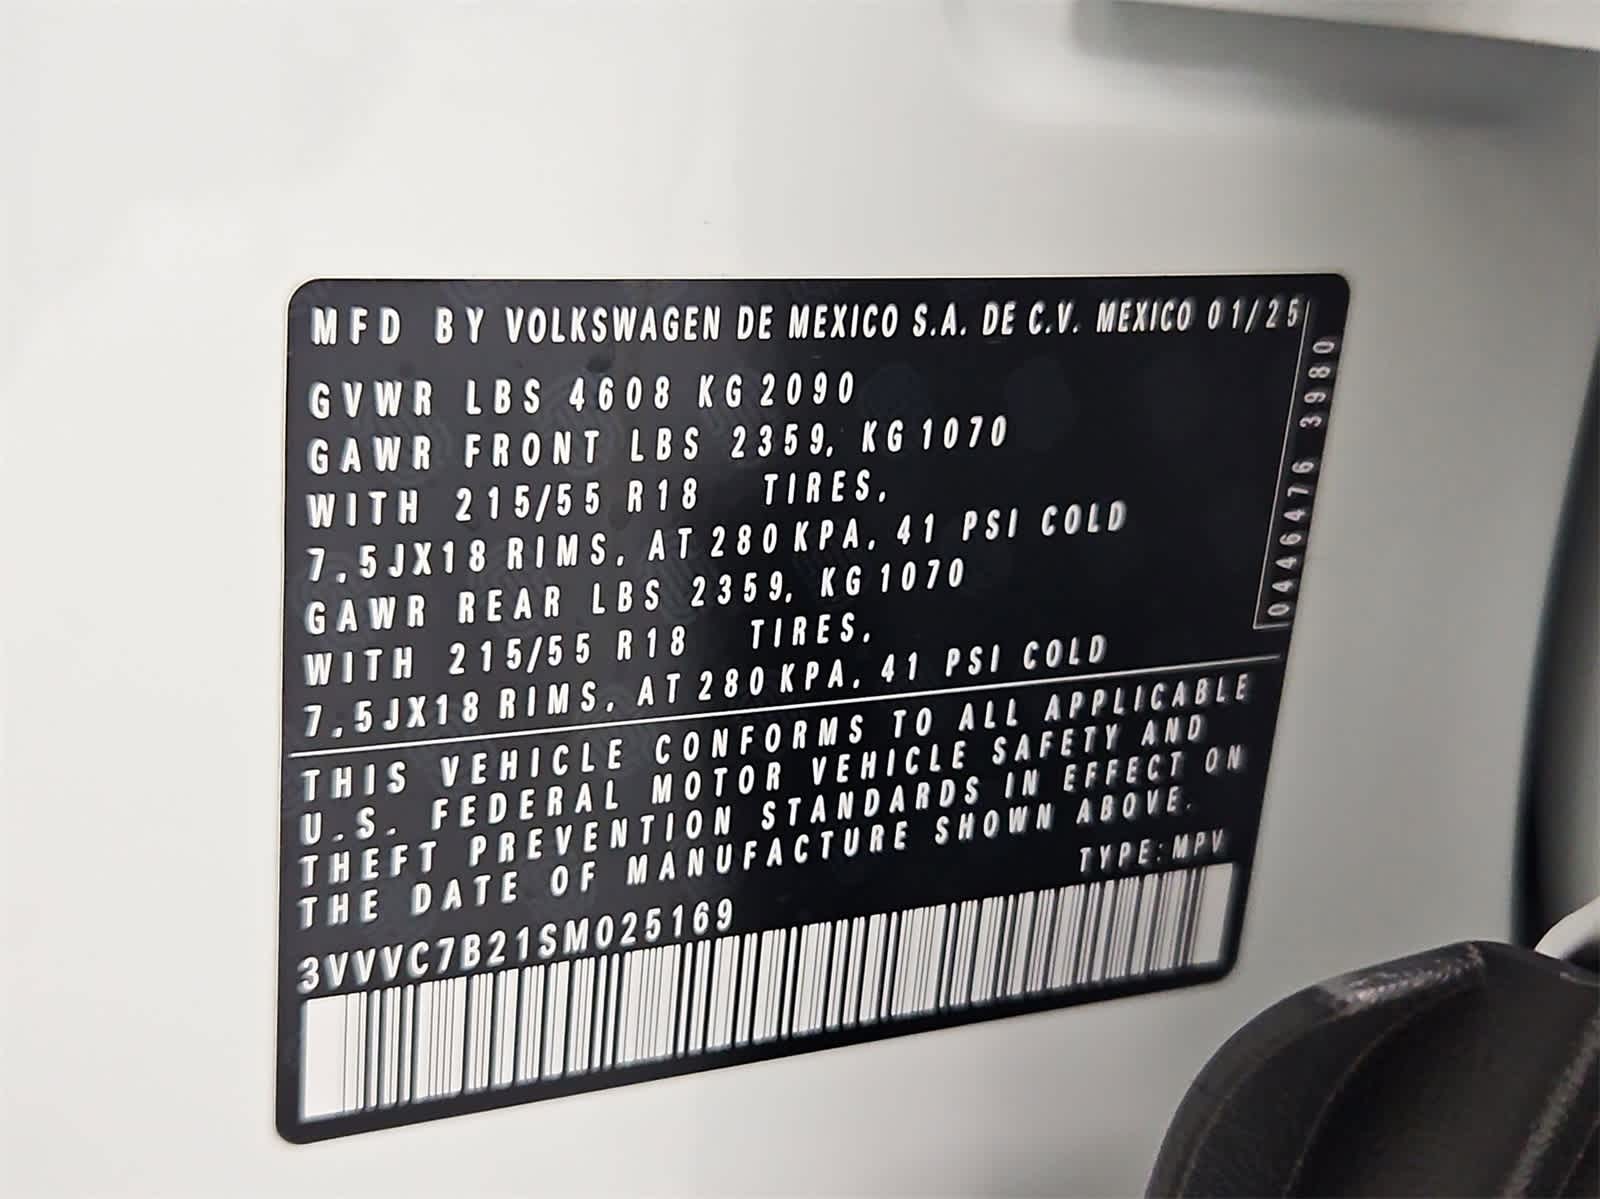 MFD BY VOLKSWAGEN DE MEXICO S.A. DE C.V. MEXICO 01/25
GVWR LBS 4608 KG 2090
GAWR FRONT LBS 2359, KG 1070
WITH 215/55 R18 TIRES,
7.5JX18 RIMS, AT 280 KPA, 41 PSI COLD
GAWR REAR LBS 2359, KG 1070
WITH 215/55 R18 TIRES,
7.5JX18 RIMS, AT 280 KPA, 41 PSI COLD
0446476 3980
THIS VEHICLE CONFORMS TO ALL APPLICABLE
U.S. FEDERAL MOTOR VEHICLE SAFETY AND
THEFT PREVENTION STANDARDS IN EFFECT ON
THE DATE OF MANUFACTURE SHOWN ABOVE.
TYPE: MPV
3VVVC7B21SM025169